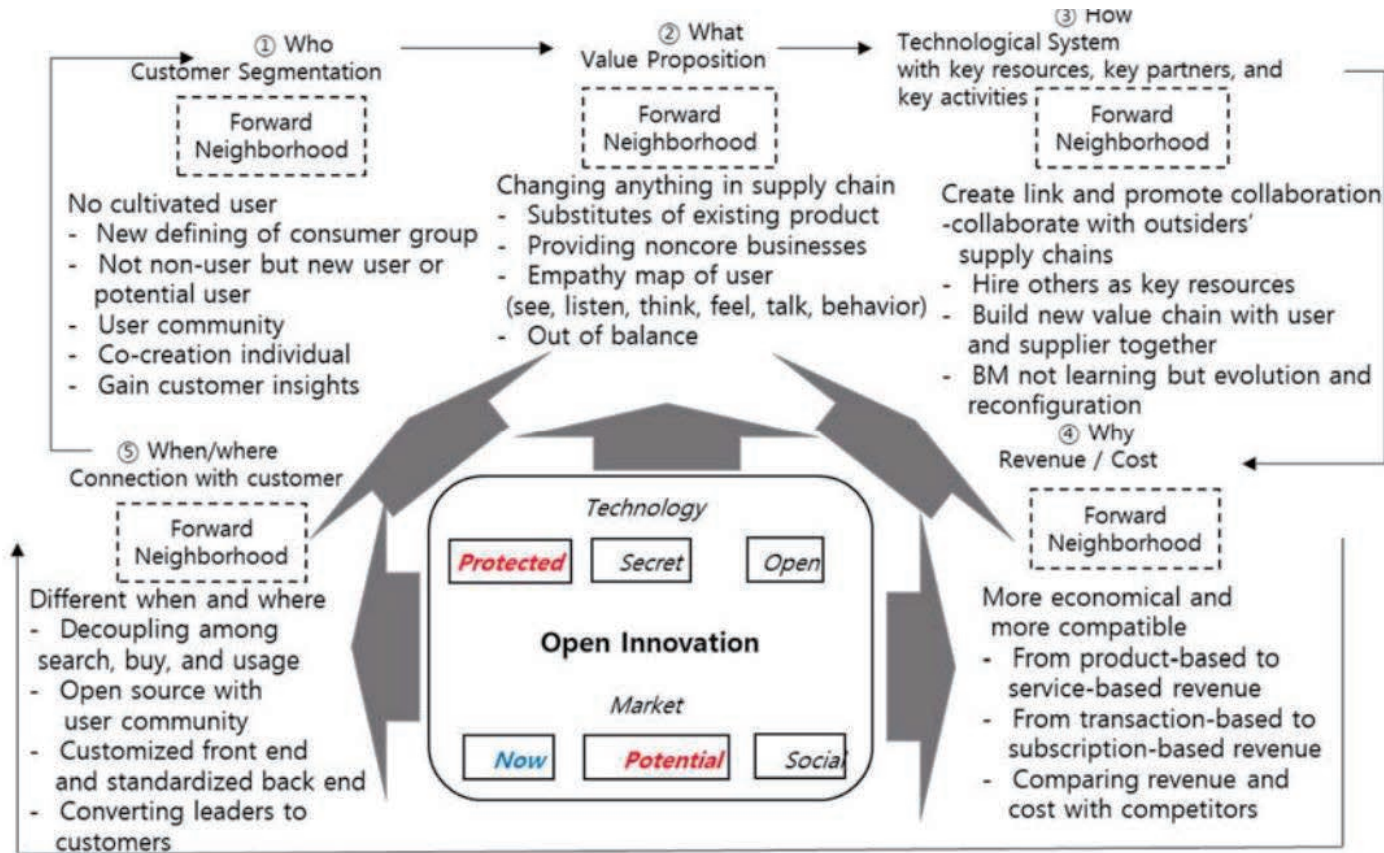 ① Who
Customer Segmentation
Forward
Neighborhood
No cultivated user
- New defining of consumer group
- Not non-user but new user or
potential user
- User community
- Co-creation individual
- Gain customer insights
② What
Value Proposition
Forward
Neighborhood
Changing anything in supply chain
- Substitutes of existing product
- Providing noncore businesses
- Empathy map of user
(see, listen, think, feel, talk, behavior)
- Out of balance
③ How
Technological System
with key resources, key partners, and
key activities
Forward
Neighborhood
Create link and promote collaboration
-collaborate with outsiders'
supply chains
- Hire others as key resources
- Build new value chain with user
and supplier together
- BM not learning but evolution and
reconfiguration
④ Why
Revenue / Cost
Forward
Neighborhood
More economical and
more compatible
- From product-based to
service-based revenue
- From transaction-based to
subscription-based revenue
- Comparing revenue and
cost with competitors
⑤ When/where
Connection with customer
Forward
Neighborhood
Different when and where
- Decoupling among
search, buy, and usage
- Open source with
user community
- Customized front end
and standardized back end
- Converting leaders to
customers
Technology
Protected Secret Open
Open Innovation
Market
Now Potential Social